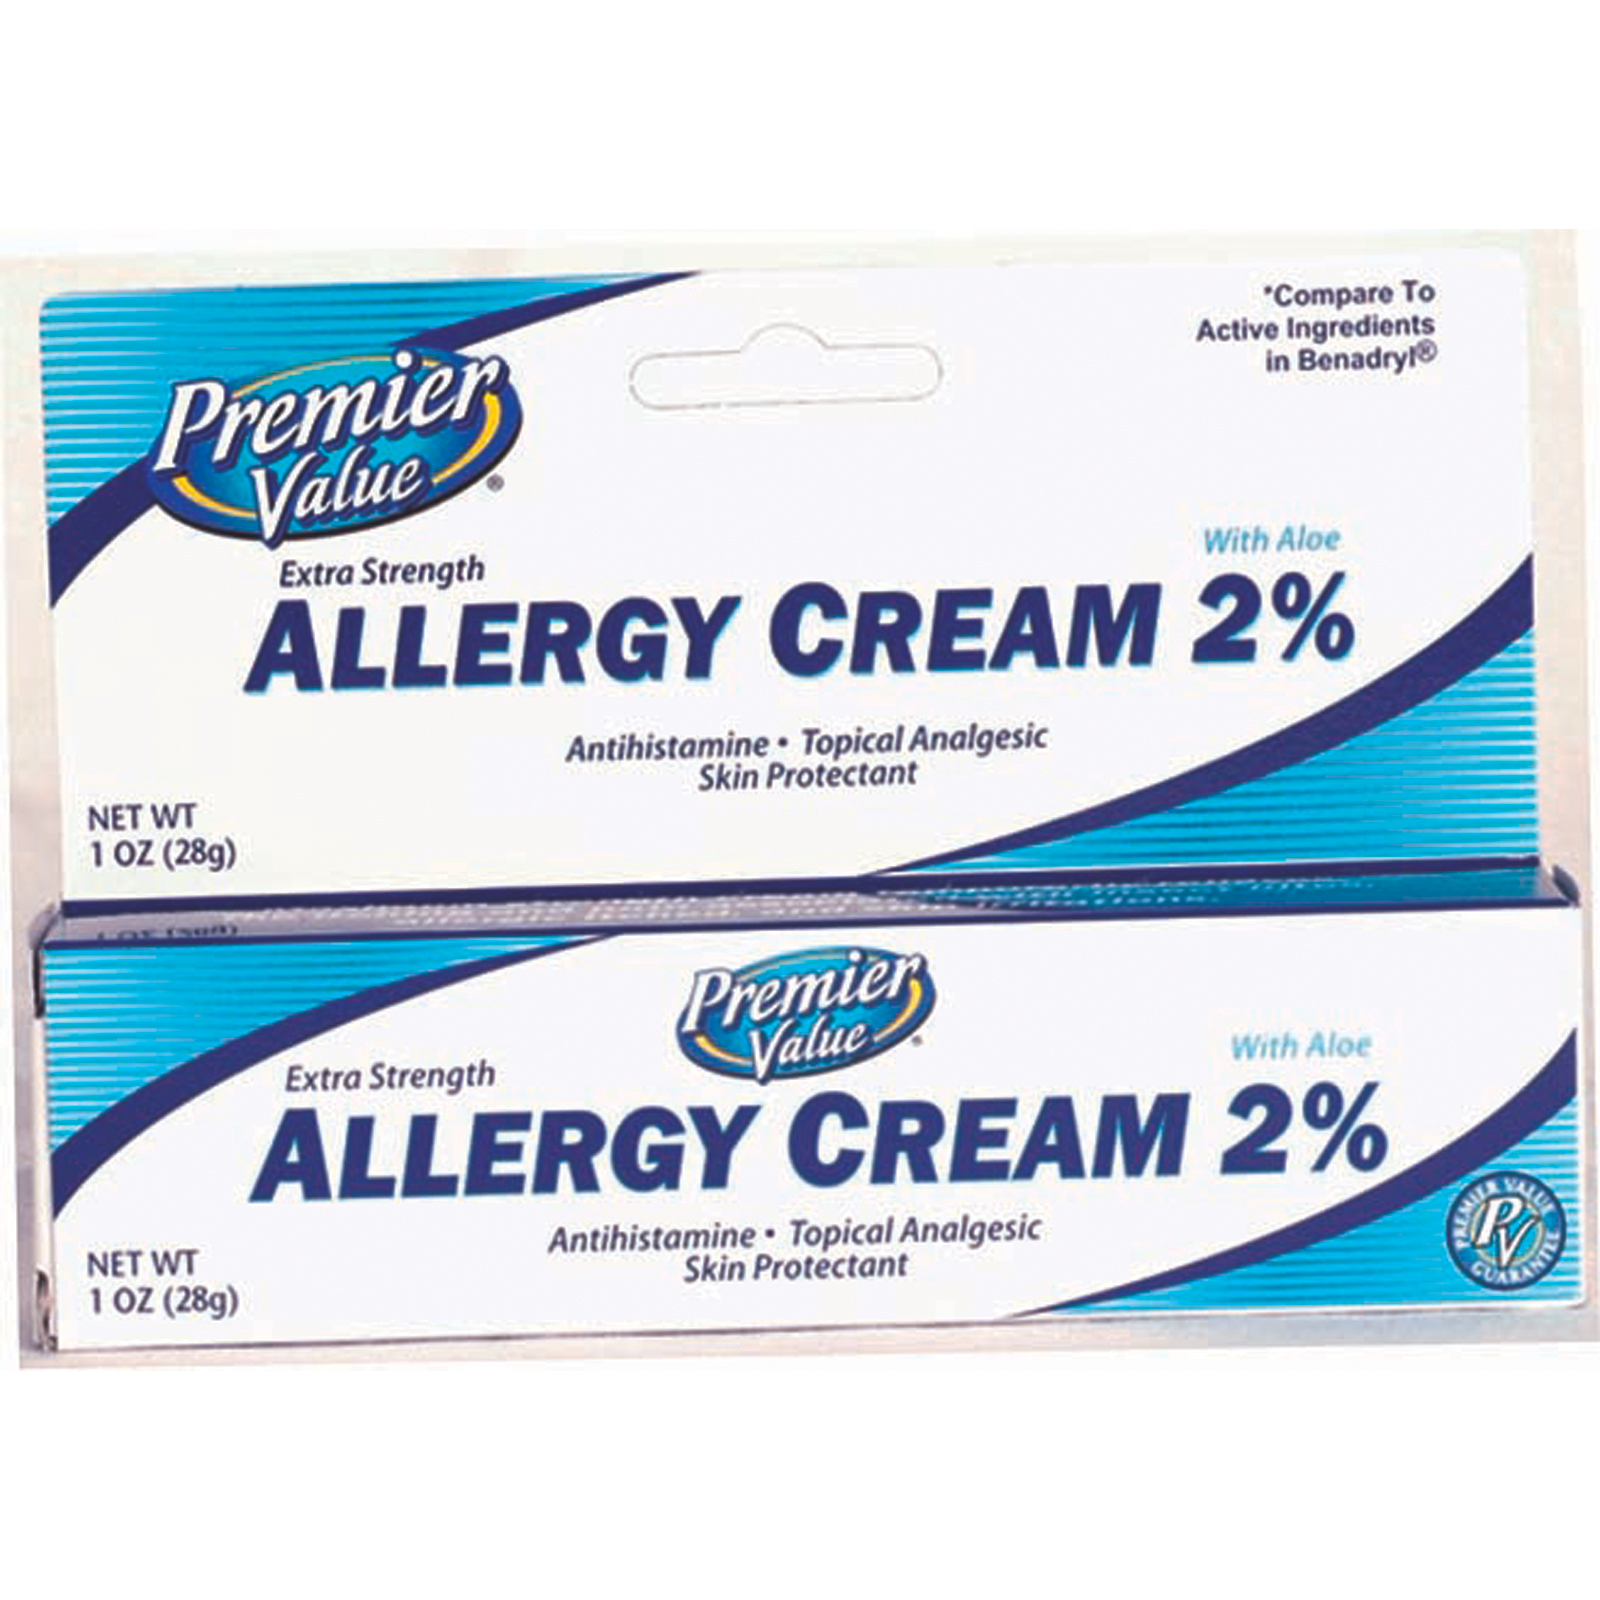 *Compare To
Active Ingredients
in Benadryl®
Premier
Value®
With Aloe
Extra Strength
ALLERGY CREAM 2%
Antihistamine • Topical Analgesic
Skin Protectant
NET WT
1 OZ (28g)
Premier
Value
With Aloe
Extra Strength
ALLERGY CREAM 2%
Antihistamine • Topical Analgesic
Skin Protectant
NET WT
1 OZ (28g)
PREMIER VALUE
PV
GUARANTEE